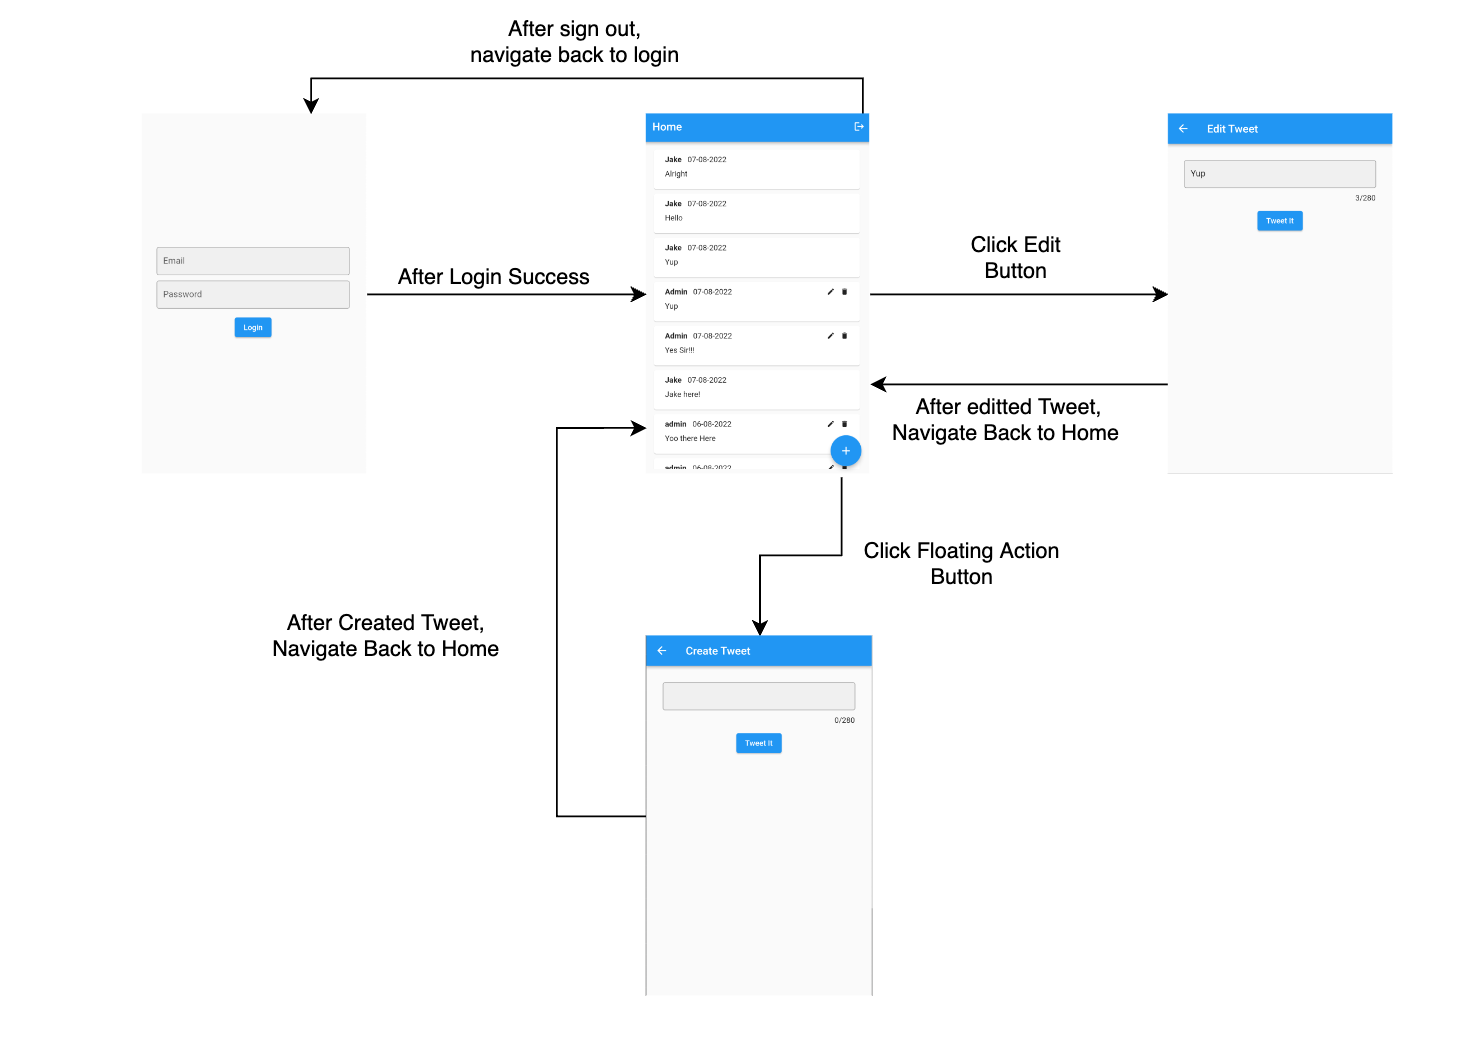 After sign out,
navigate back to login
Email
Password
Login
After Login Success
Home
Jake 07-08-2022
Alright
Jake 07-08-2022
Hello
Jake 07-08-2022
Yup
Admin 07-08-2022
Yup
Admin 07-08-2022
Yes Sir!!!
Jake 07-08-2022
Jake here!
admin 06-08-2022
Yoo there Here
admin 06-08-2022
Click Edit
Button
After editted Tweet,
Navigate Back to Home
Edit Tweet
Yup
3/280
Tweet It
Click Floating Action
Button
After Created Tweet,
Navigate Back to Home
Create Tweet
0/280
Tweet It